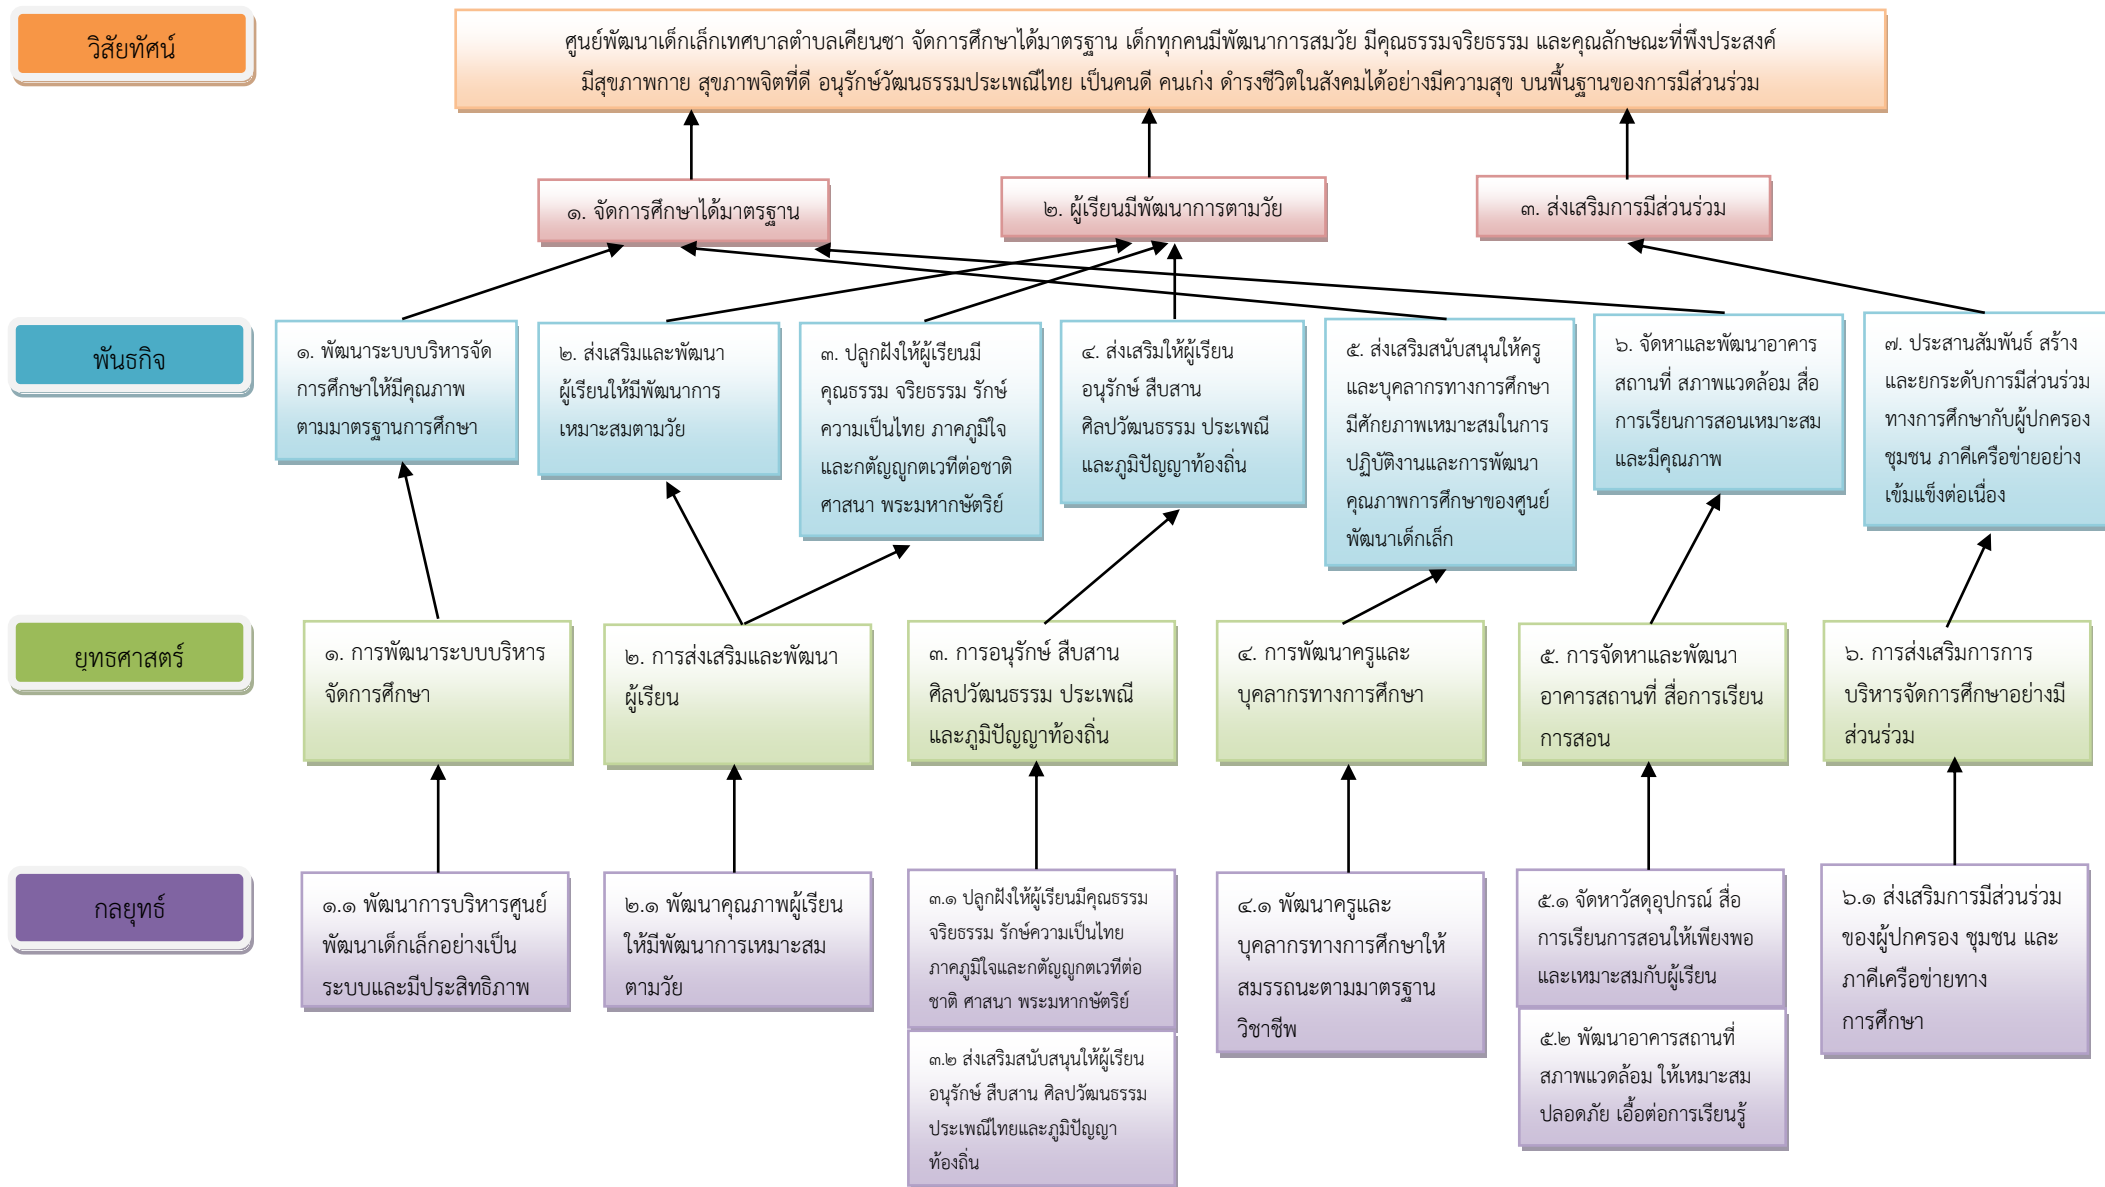 วิสัยทัศน์
ศูนย์พัฒนาเด็กเล็กเทศบาลตำบลเคียนซา จัดการศึกษาได้มาตรฐาน เด็กทุกคนมีพัฒนาการสมวัย มีคุณธรรมจริยธรรม และคุณลักษณะที่พึงประสงค์
มีสุขภาพกาย สุขภาพจิตที่ดี อนุรักษ์วัฒนธรรมประเพณีไทย เป็นคนดี คนเก่ง ดำรงชีวิตในสังคมได้อย่างมีความสุข บนพื้นฐานของการมีส่วนร่วม
๑. จัดการศึกษาได้มาตรฐาน
๒. ผู้เรียนมีพัฒนาการตามวัย
๓. ส่งเสริมการมีส่วนร่วม
พันธกิจ
๑. พัฒนาระบบบริหารจัด
การศึกษาให้มีคุณภาพ
ตามมาตรฐานการศึกษา
๒. ส่งเสริมและพัฒนา
ผู้เรียนให้มีพัฒนาการ
เหมาะสมตามวัย
๓. ปลูกฝังให้ผู้เรียนมี
คุณธรรม จริยธรรม รักษ์
ความเป็นไทย ภาคภูมิใจ
และกตัญญูกตเวทีต่อชาติ
ศาสนา พระมหากษัตริย์
๔. ส่งเสริมให้ผู้เรียน
อนุรักษ์ สืบสาน
ศิลปวัฒนธรรม ประเพณี
และภูมิปัญญาท้องถิ่น
๕. ส่งเสริมสนับสนุนให้ครู
และบุคลากรทางการศึกษา
มีศักยภาพเหมาะสมในการ
ปฏิบัติงานและการพัฒนา
คุณภาพการศึกษาของศูนย์
พัฒนาเด็กเล็ก
๖. จัดหาและพัฒนาอาคาร
สถานที่ สภาพแวดล้อม สื่อ
การเรียนการสอนเหมาะสม
และมีคุณภาพ
๗. ประสานสัมพันธ์ สร้าง
และยกระดับการมีส่วนร่วม
ทางการศึกษากับผู้ปกครอง
ชุมชน ภาคีเครือข่ายอย่าง
เข้มแข็งต่อเนื่อง
ยุทธศาสตร์
๑. การพัฒนาระบบบริหาร
จัดการศึกษา
๒. การส่งเสริมและพัฒนา
ผู้เรียน
๓. การอนุรักษ์ สืบสาน
ศิลปวัฒนธรรม ประเพณี
และภูมิปัญญาท้องถิ่น
๔. การพัฒนาครูและ
บุคลากรทางการศึกษา
๕. การจัดหาและพัฒนา
อาคารสถานที่ สื่อการเรียน
การสอน
๖. การส่งเสริมการการ
บริหารจัดการศึกษาอย่างมี
ส่วนร่วม
กลยุทธ์
๑.๑ พัฒนาการบริหารศูนย์
พัฒนาเด็กเล็กอย่างเป็น
ระบบและมีประสิทธิภาพ
๒.๑ พัฒนาคุณภาพผู้เรียน
ให้มีพัฒนาการเหมาะสม
ตามวัย
๓.๑ ปลูกฝังให้ผู้เรียนมีคุณธรรม
จริยธรรม รักษ์ความเป็นไทย
ภาคภูมิใจและกตัญญูกตเวทีต่อ
ชาติ ศาสนา พระมหากษัตริย์
๓.๒ ส่งเสริมสนับสนุนให้ผู้เรียน
อนุรักษ์ สืบสาน ศิลปวัฒนธรรม
ประเพณีไทยและภูมิปัญญา
ท้องถิ่น
๔.๑ พัฒนาครูและ
บุคลากรทางการศึกษาให้
สมรรถนะตามมาตรฐาน
วิชาชีพ
๕.๑ จัดหาวัสดุอุปกรณ์ สื่อ
การเรียนการสอนให้เพียงพอ
และเหมาะสมกับผู้เรียน
๕.๒ พัฒนาอาคารสถานที่
สภาพแวดล้อม ให้เหมาะสม
ปลอดภัย เอื้อต่อการเรียนรู้
๖.๑ ส่งเสริมการมีส่วนร่วม
ของผู้ปกครอง ชุมชน และ
ภาคีเครือข่ายทาง
การศึกษา